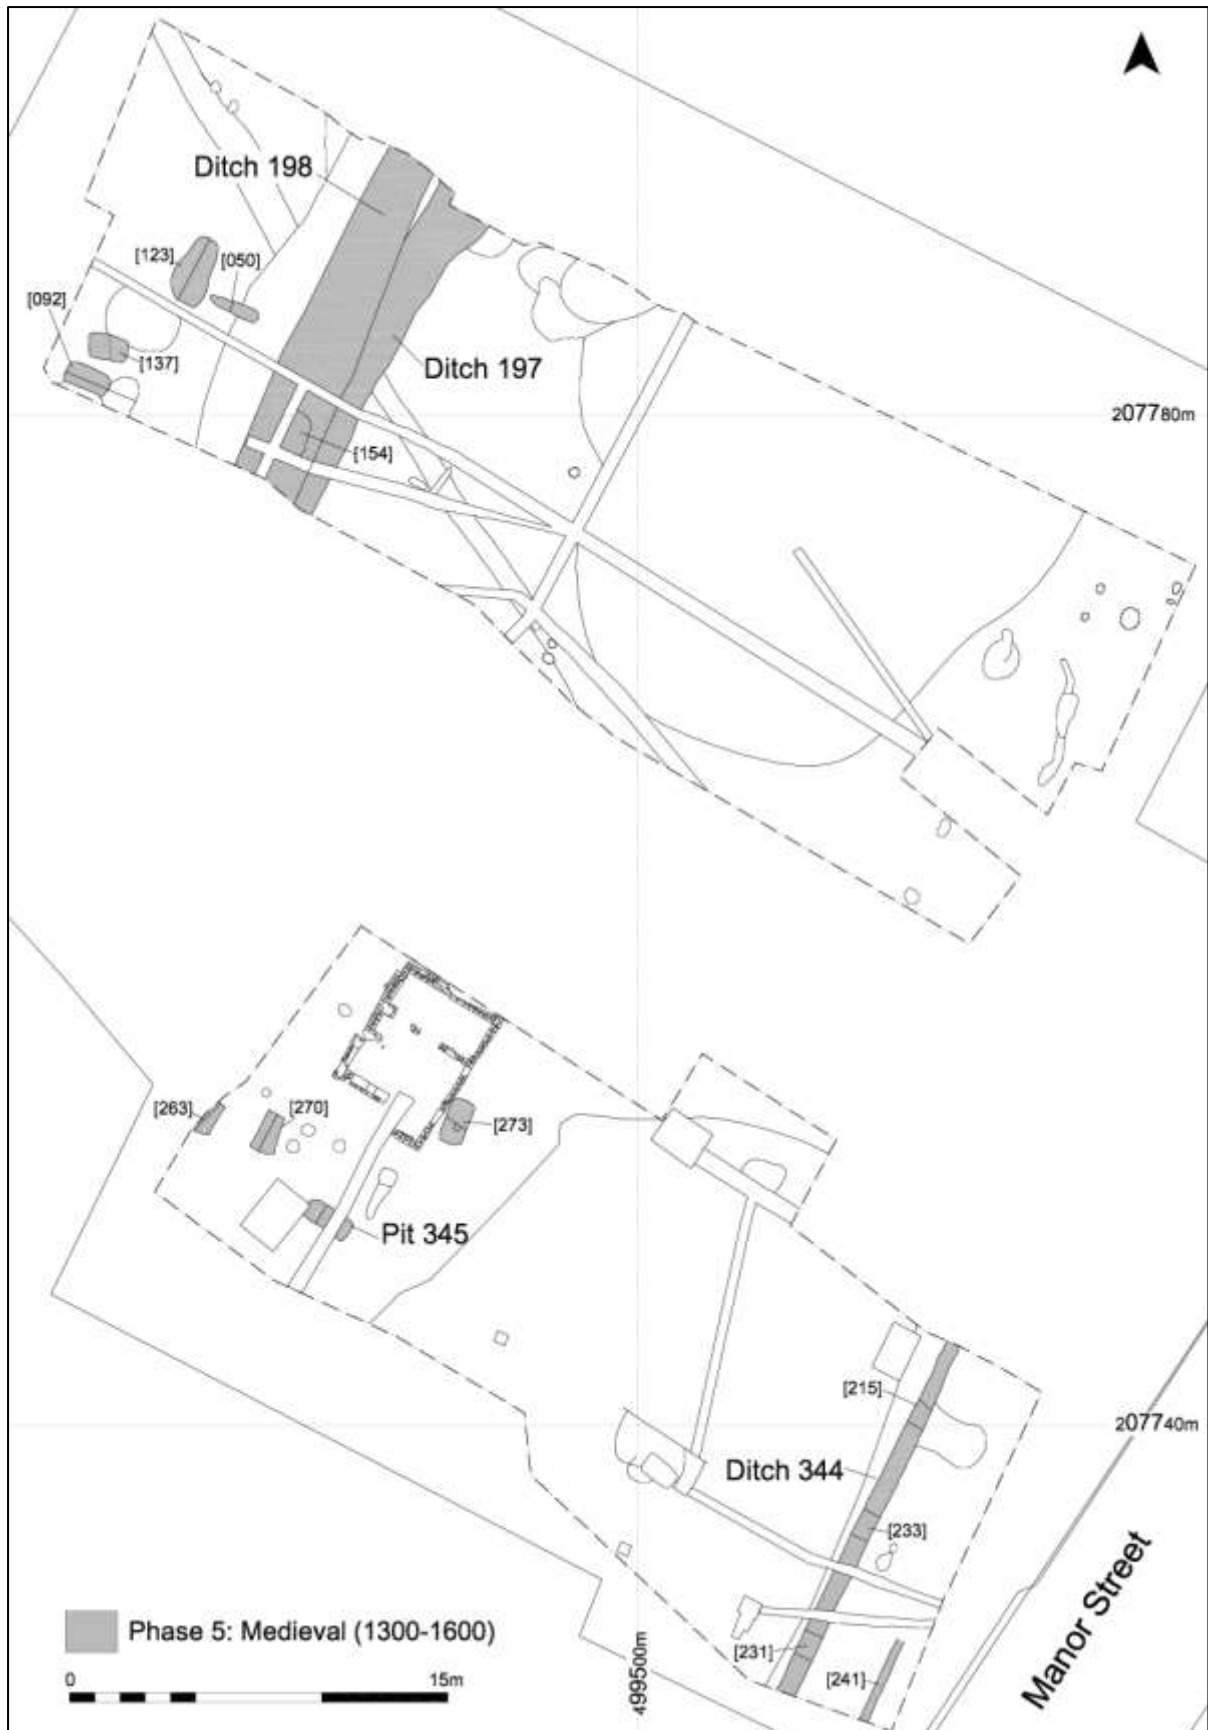 Ditch 198
[123]
[050]
[092]
[137]
Ditch 197
[154]
207780m
[263]
[270]
[273]
Pit 345
[215]
207740m
Ditch 344
[233]
Manor Street
[231]
[241]
499500m
Phase 5: Medieval (1300-1600)
0 15m